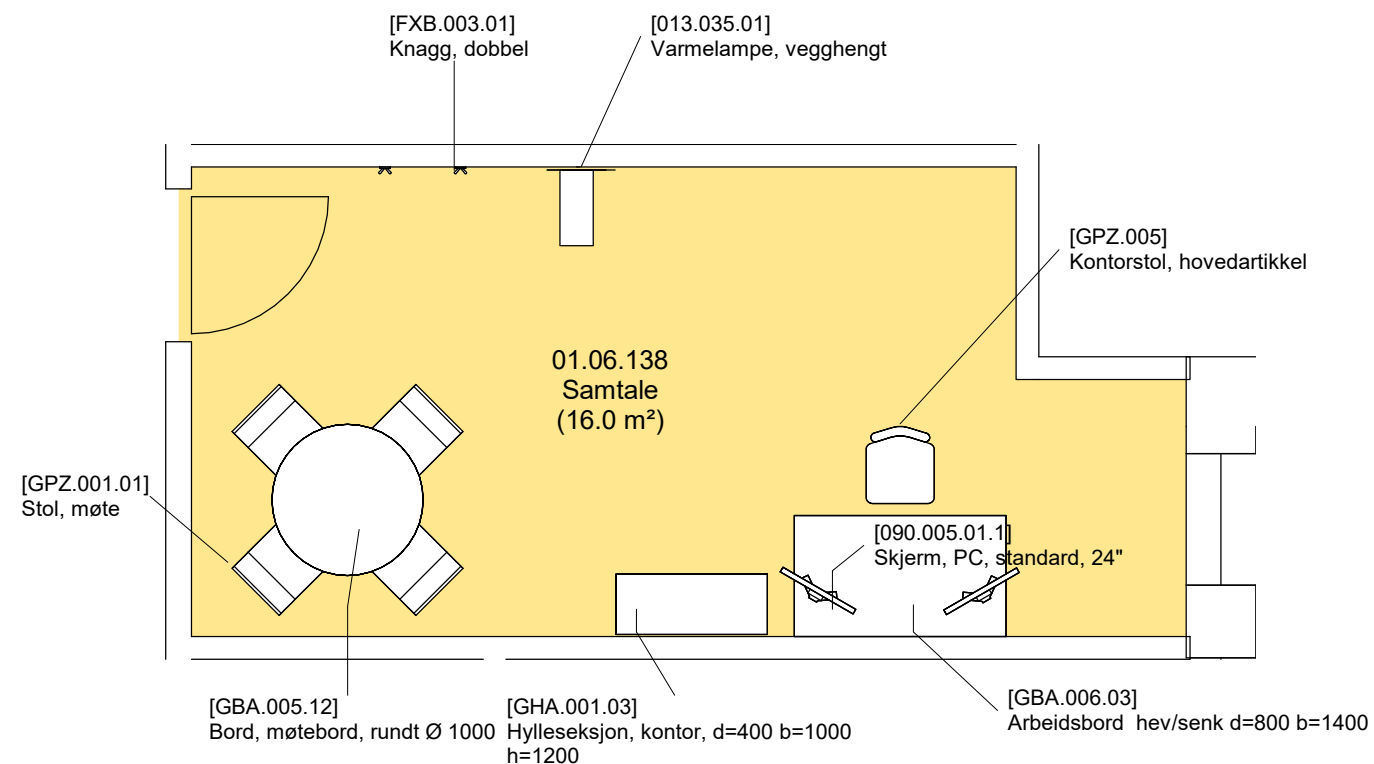 [FXB.003.01]
Knagg, dobbel
[013.035.01]
Varmelampe, vegghengt
[GPZ.005]
Kontorstol, hovedartikkel
01.06.138
Samtale
(16.0 m²)
[GPZ.001.01]
Stol, møte
[090.005.01.1]
Skjerm, PC, standard, 24"
[GBA.005.12]
Bord, møtebord, rundt Ø 1000
[GHA.001.03]
Hylleseksjon, kontor, d=400 b=1000
h=1200
[GBA.006.03]
Arbeidsbord  hev/senk d=800 b=1400